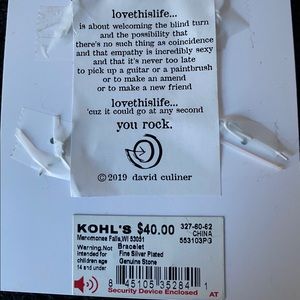 lovethislife...
is about welcoming the blind turn
and the possibility that
there's no such thing as coincidence
and that empathy is incredibly sexy
and that it's never too late
to pick up a guitar or a paintbrush
or to make an amend
or to make a new friend
lovethislife...
'cuz it could go at any second
you rock.
©2019 david culiner
KOHL'S $40.00
327-60-62
Menomonee Falls, WI 53051
CHINA
553103PG
Warning. Not
intended for
children age
14 and under
Bracelet
Fine Silver Plated
Genuine Stone
8 45105 35284 1
Security Device Enclosed